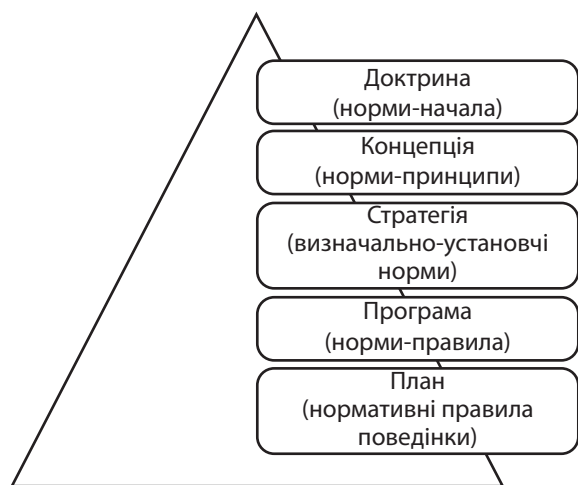 Доктрина
(норми-начала)
Концепція
(норми-принципи)
Стратегія
(визначально-установчі
норми)
Програма
(норми-правила)
План
(нормативні правила
поведінки)